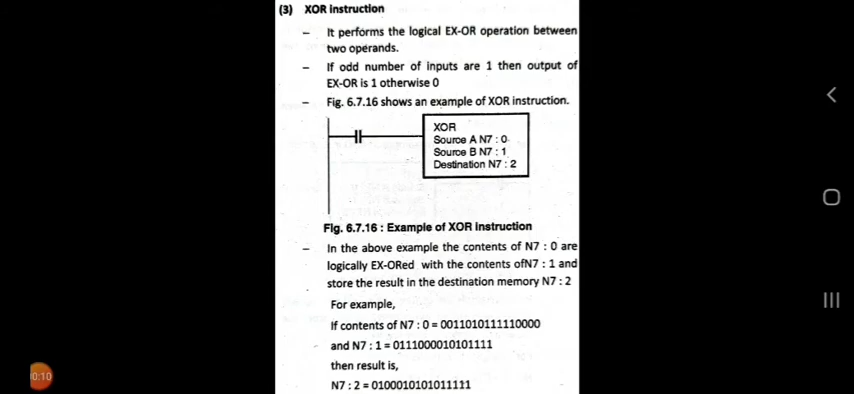 (3) XOR instruction
– It performs the logical EX-OR operation between
two operands.
– If odd number of inputs are 1 then output of
EX-OR is 1 otherwise 0
– Fig. 6.7.16 shows an example of XOR instruction.
XOR
Source A N7 : 0
Source B N7 : 1
Destination N7 : 2
Fig. 6.7.16 : Example of XOR Instruction
– In the above example the contents of N7 : 0 are
logically EX-ORed with the contents ofN7 : 1 and
store the result in the destination memory N7 : 2
For example,
If contents of N7 : 0 = 0011010111110000
- and N7 : 1 = 0111000010101111
then result is,
N7 : 2 = 0100010101011111
0:10